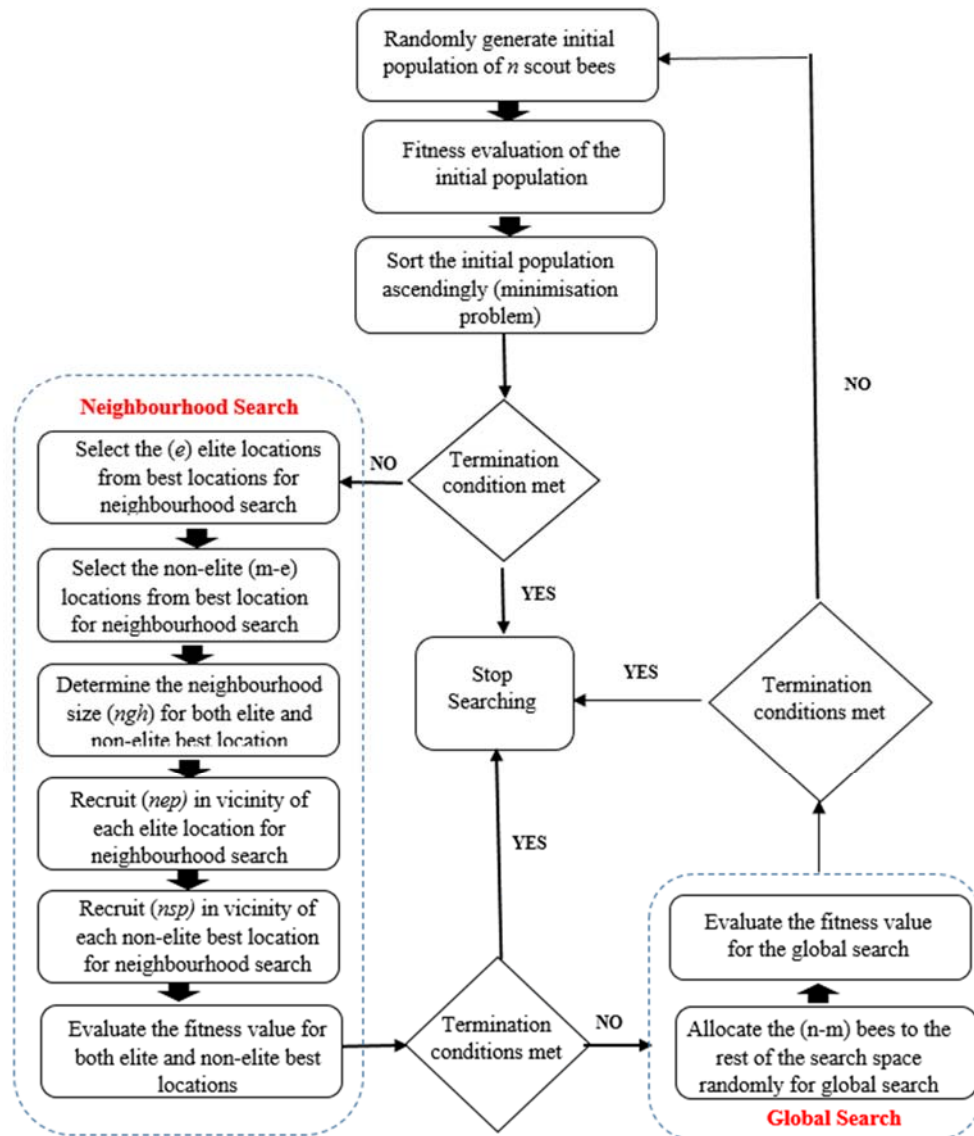 Randomly generate initial
population of n scout bees
Fitness evaluation of the
initial population
Sort the initial population
ascendingly (minimisation
problem)
Termination
condition met
NO
YES
Neighbourhood Search
Select the (e) elite locations
from best locations for
neighbourhood search
Select the non-elite (m-e)
locations from best location
for neighbourhood search
Determine the neighbourhood
size (ngh) for both elite and
non-elite best location
Recruit (nep) in vicinity of
each elite location for
neighbourhood search
Recruit (nsp) in vicinity of
each non-elite best location
for neighbourhood search
Evaluate the fitness value for
both elite and non-elite best
locations
Termination
conditions met
YES
NO
Stop
Searching
Allocate the (n-m) bees to the
rest of the search space
randomly for global search
Global Search
Evaluate the fitness value
for the global search
Termination
conditions met
YES
NO